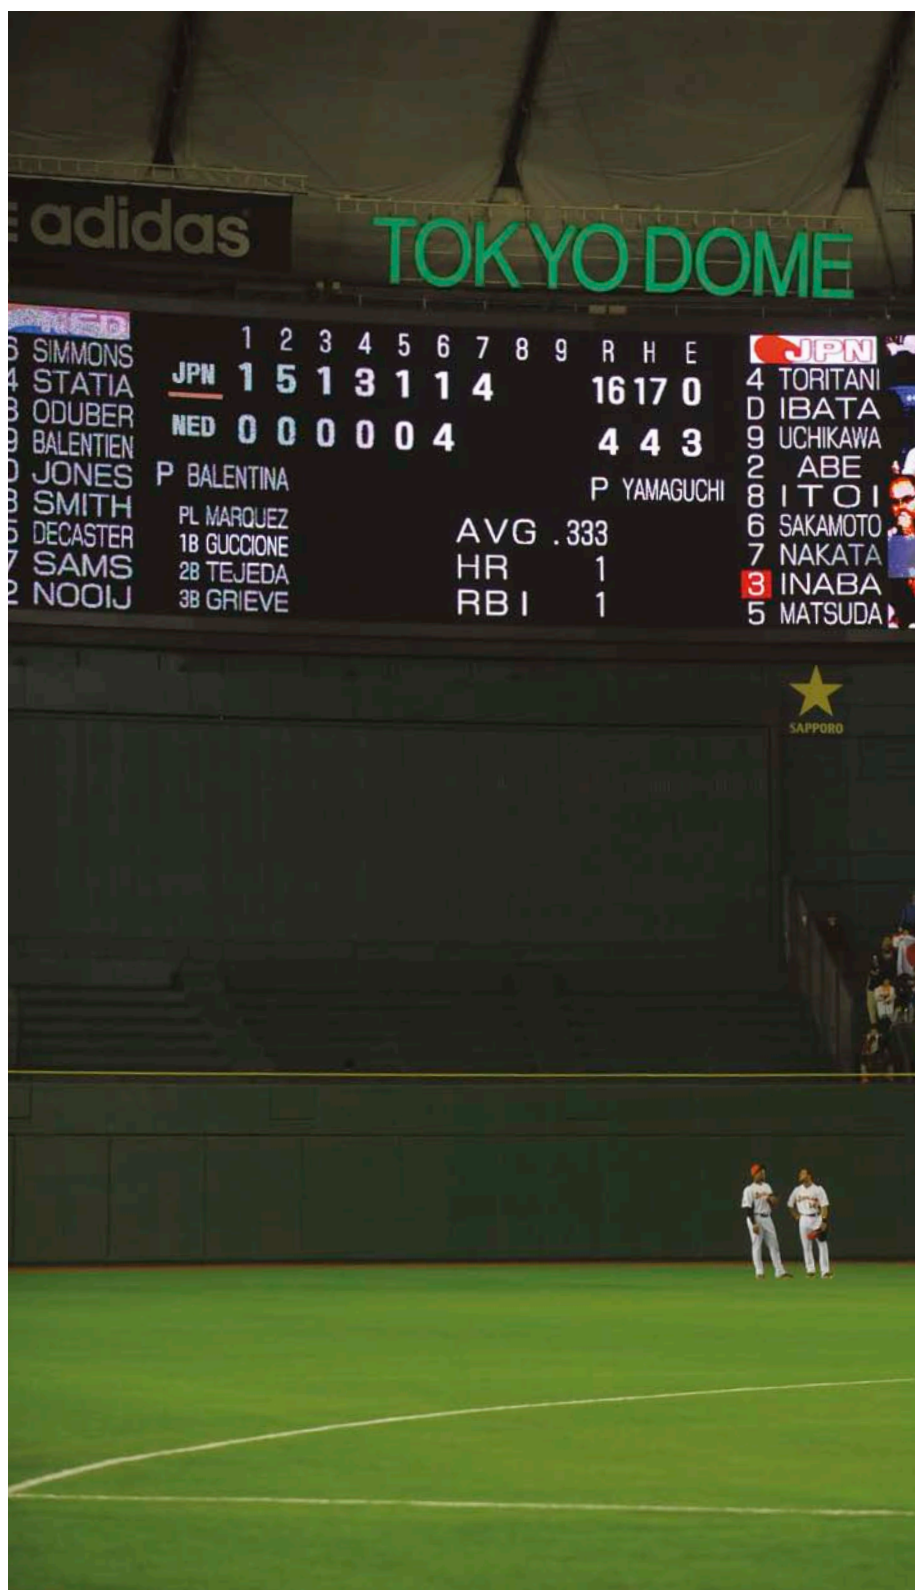 adidas
TOKYO DOME
NED
SIMMONS
STATIA
ODUBER
BALENTIEN
JONES
SMITH
DECASTER
SAMS
NOOIJ
1 2 3 4 5 6 7 8 9 R H E
JPN 1 5 1 3 1 1 4 16 17 0
NED 0 0 0 0 0 4 4 4 3
P BALENTINA
P YAMAGUCHI
PL MARQUEZ
1B GUCCIONE
2B TEJEDA
3B GRIEVE
AVG .333
HR 1
RBI 1
JPN
4 TORITANI
D IBATA
9 UCHIKAWA
2 ABE
8 ITOI
6 SAKAMOTO
7 NAKATA
3 INABA
5 MATSUDA
SAPPORO